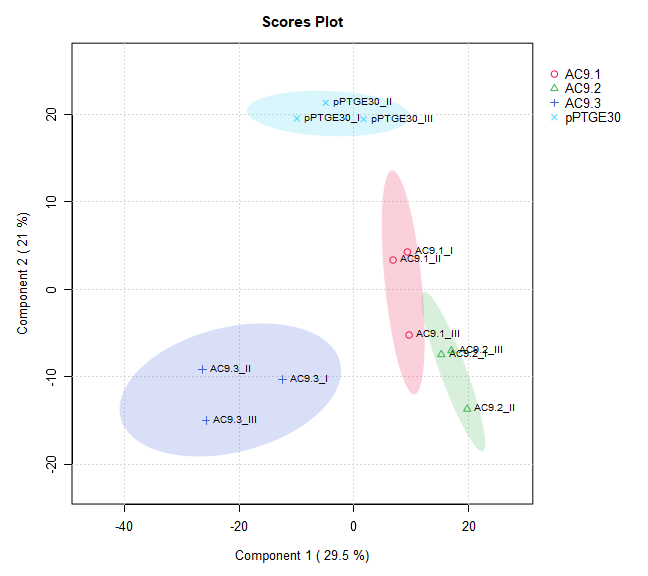 Scores Plot
AC9.1
AC9.2
AC9.3
pPTGE30
pPTGE30_II
pPTGE30_I
pPTGE30_III
AC9.1_I
AC9.1_II
AC9.1_III
AC9.2_III
AC9.2_I
AC9.2_II
AC9.3_II
AC9.3_I
AC9.3_III
20
10
0
-10
-20
Component 2 ( 21 %)
-40
-20
0
20
Component 1 ( 29.5 %)